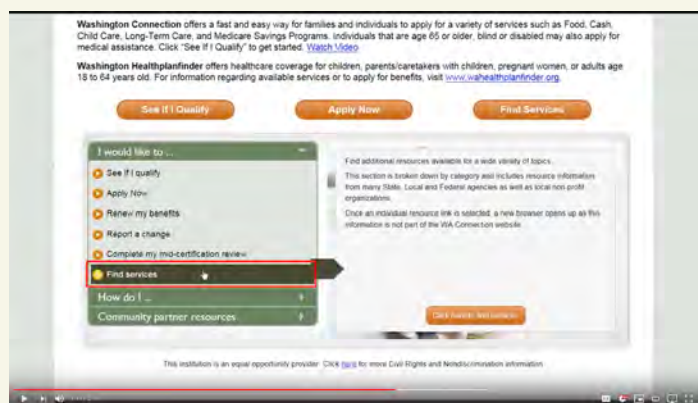 Washington Connection offers a fast and easy way for families and individuals to apply for a variety of services such as Food, Cash,
Child Care, Long-Term Care, and Medicare Savings Programs. Individuals that are age 65 or older, blind or disabled may also apply for
medical assistance. Click "See If I Qualify" to get started. Watch Video
Washington Healthplanfinder offers healthcare coverage for children, parents/caretakers with children, pregnant women, or adults age
18 to 64 years old. For information regarding available services or to apply for benefits, visit www.wahealthplanfinder.org.
See If I Qualify
Apply Now
Find Services
I would like to ...
See If I qualify
Apply Now
Renew my benefits
Report a change
Complete my mid-certification review
Find services
How do I ...
Community partner resources
Find additional resources available for a wide variety of topics.
This section is broken down by category and includes resource information
from many State, Local and Federal agencies as well as local non profit
organizations.
Once an individual resource link is selected, a new browser opens up as this
information is not part of the WA Connection website.
Click here to find services
This institution is an equal opportunity provider. Click here for more Civil Rights and Nondiscrimination information